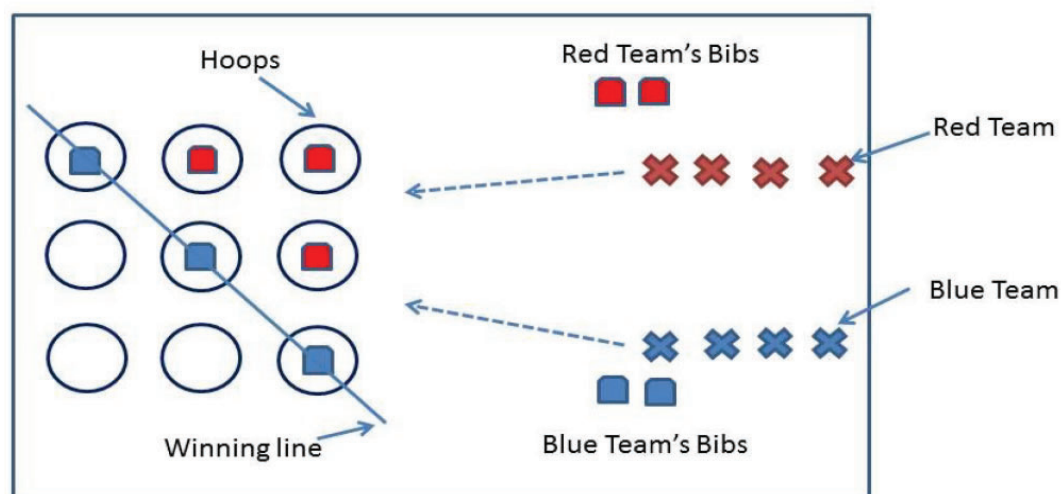 Hoops
Red Team's Bibs
Red Team
Blue Team
Winning line
Blue Team's Bibs